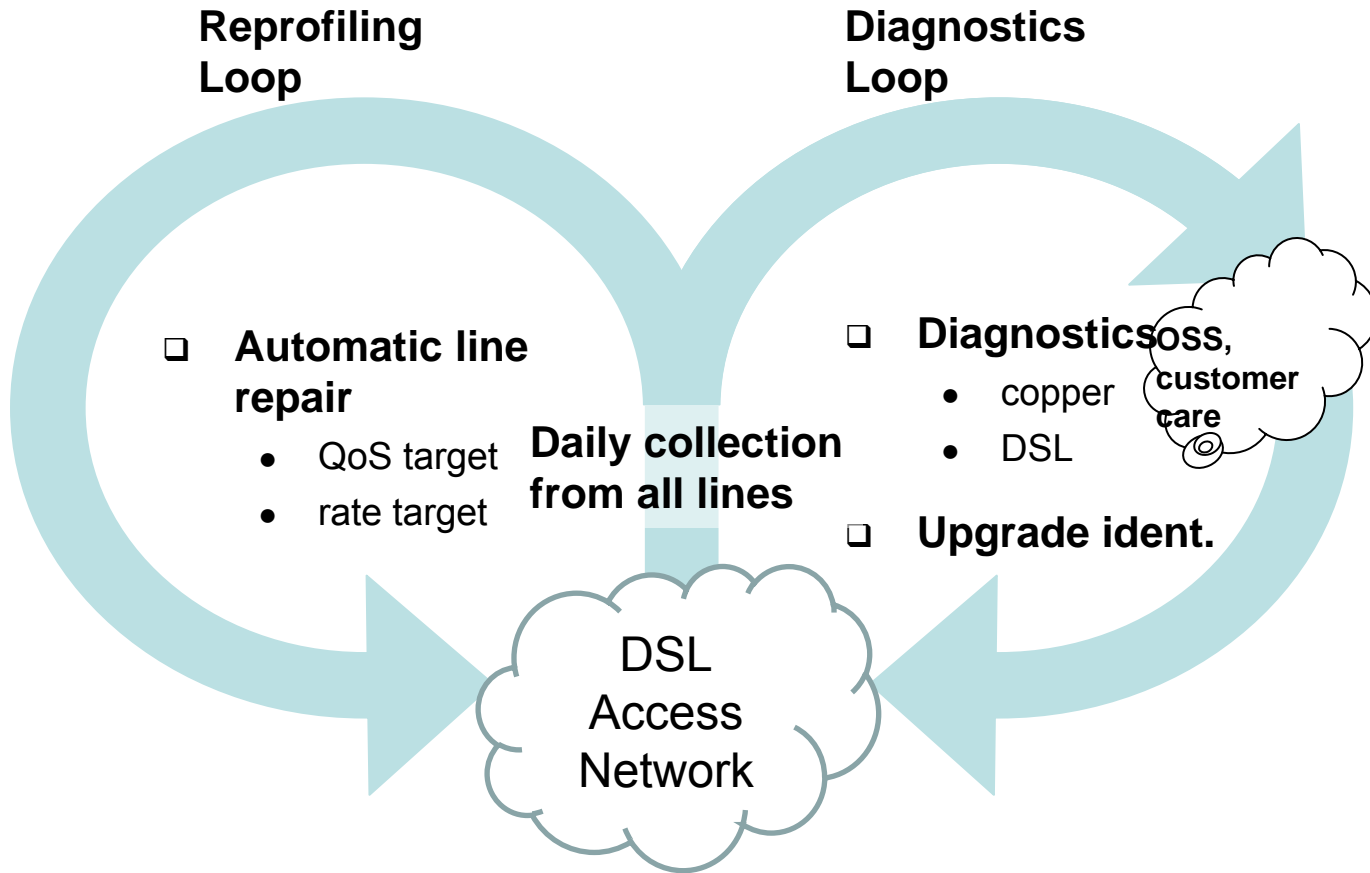 Reprofiling
Loop
Diagnostics
Loop
❑ Automatic line
repair
● QoS target
● rate target
Daily collection
from all lines
❑ Diagnostics
● copper
● DSL
❑ Upgrade ident.
OSS,
customer
care
DSL
Access
Network